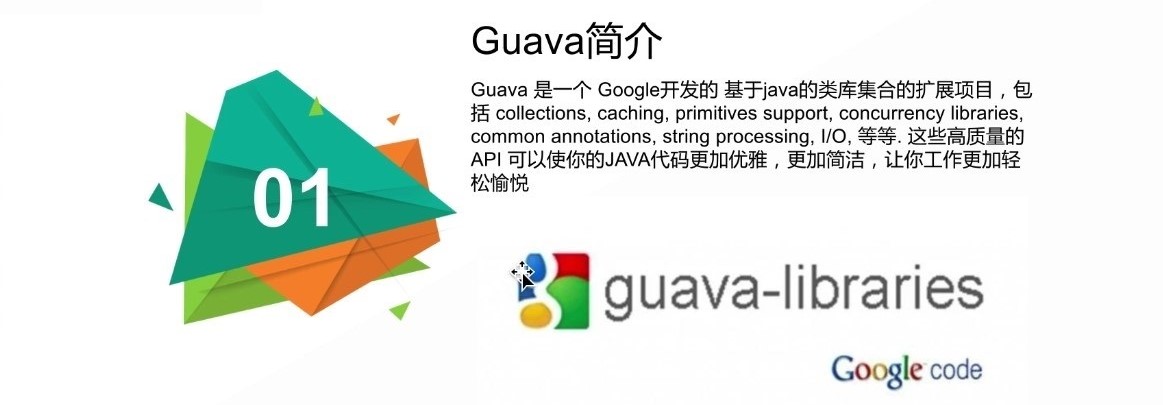 Guava简介
Guava 是一个 Google开发的 基于java的类库集合的扩展项目，包
括 collections, caching, primitives support, concurrency libraries,
common annotations, string processing, I/O, 等等. 这些高质量的
API 可以使你的JAVA代码更加优雅，更加简洁，让你工作更加轻
松愉悦
01
guava-libraries
Google code